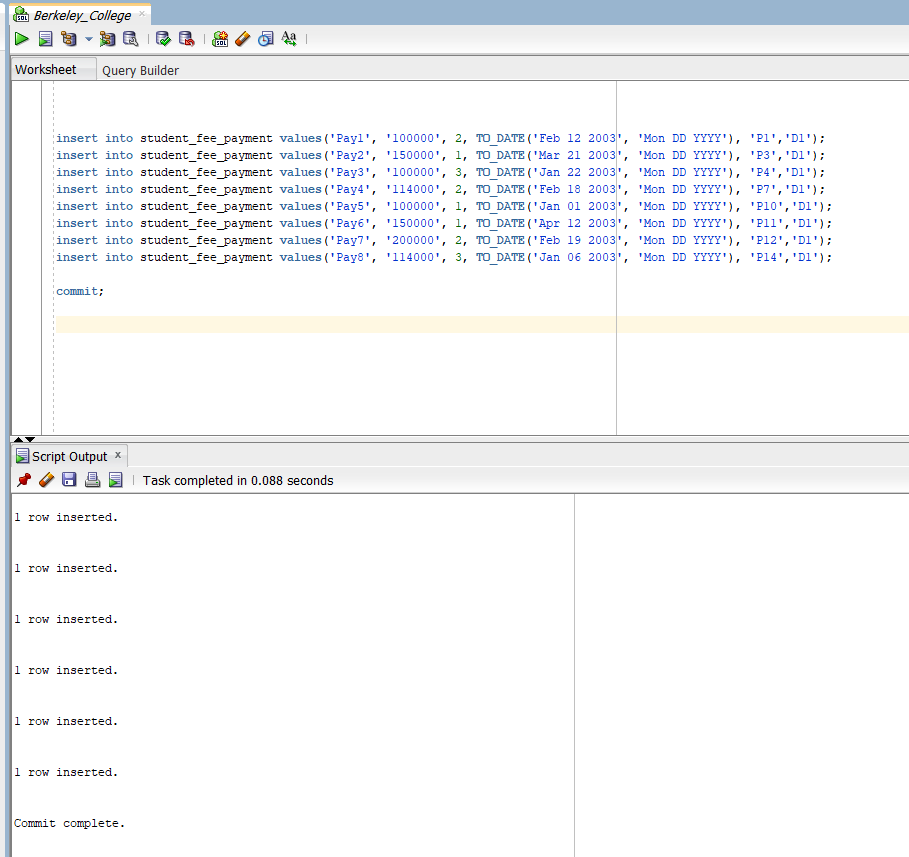 Berkeley_College
SQL
Aa
Worksheet Query Builder
insert into student_fee_payment values('Pay1', '100000', 2, TO_DATE('Feb 12 2003', 'Mon DD YYYY'), 'P1','D1');
insert into student_fee_payment values('Pay2', '150000', 1, TO_DATE('Mar 21 2003', 'Mon DD YYYY'), 'P3','D1');
insert into student_fee_payment values('Pay3', '100000', 3, TO_DATE('Jan 22 2003', 'Mon DD YYYY'), 'P4','D1');
insert into student_fee_payment values('Pay4', '114000', 2, TO_DATE('Feb 18 2003', 'Mon DD YYYY'), 'P7','D1');
insert into student_fee_payment values('Pay5', '100000', 1, TO_DATE('Jan 01 2003', 'Mon DD YYYY'), 'P10','D1');
insert into student_fee_payment values('Pay6', '150000', 1, TO_DATE('Apr 12 2003', 'Mon DD YYYY'), 'P11','D1');
insert into student_fee_payment values('Pay7', '200000', 2, TO_DATE('Feb 19 2003', 'Mon DD YYYY'), 'P12','D1');
insert into student_fee_payment values('Pay8', '114000', 3, TO_DATE('Jan 06 2003', 'Mon DD YYYY'), 'P14','D1');
commit;
Script Output x
Task completed in 0.088 seconds
1 row inserted.
1 row inserted.
1 row inserted.
1 row inserted.
1 row inserted.
1 row inserted.
Commit complete.